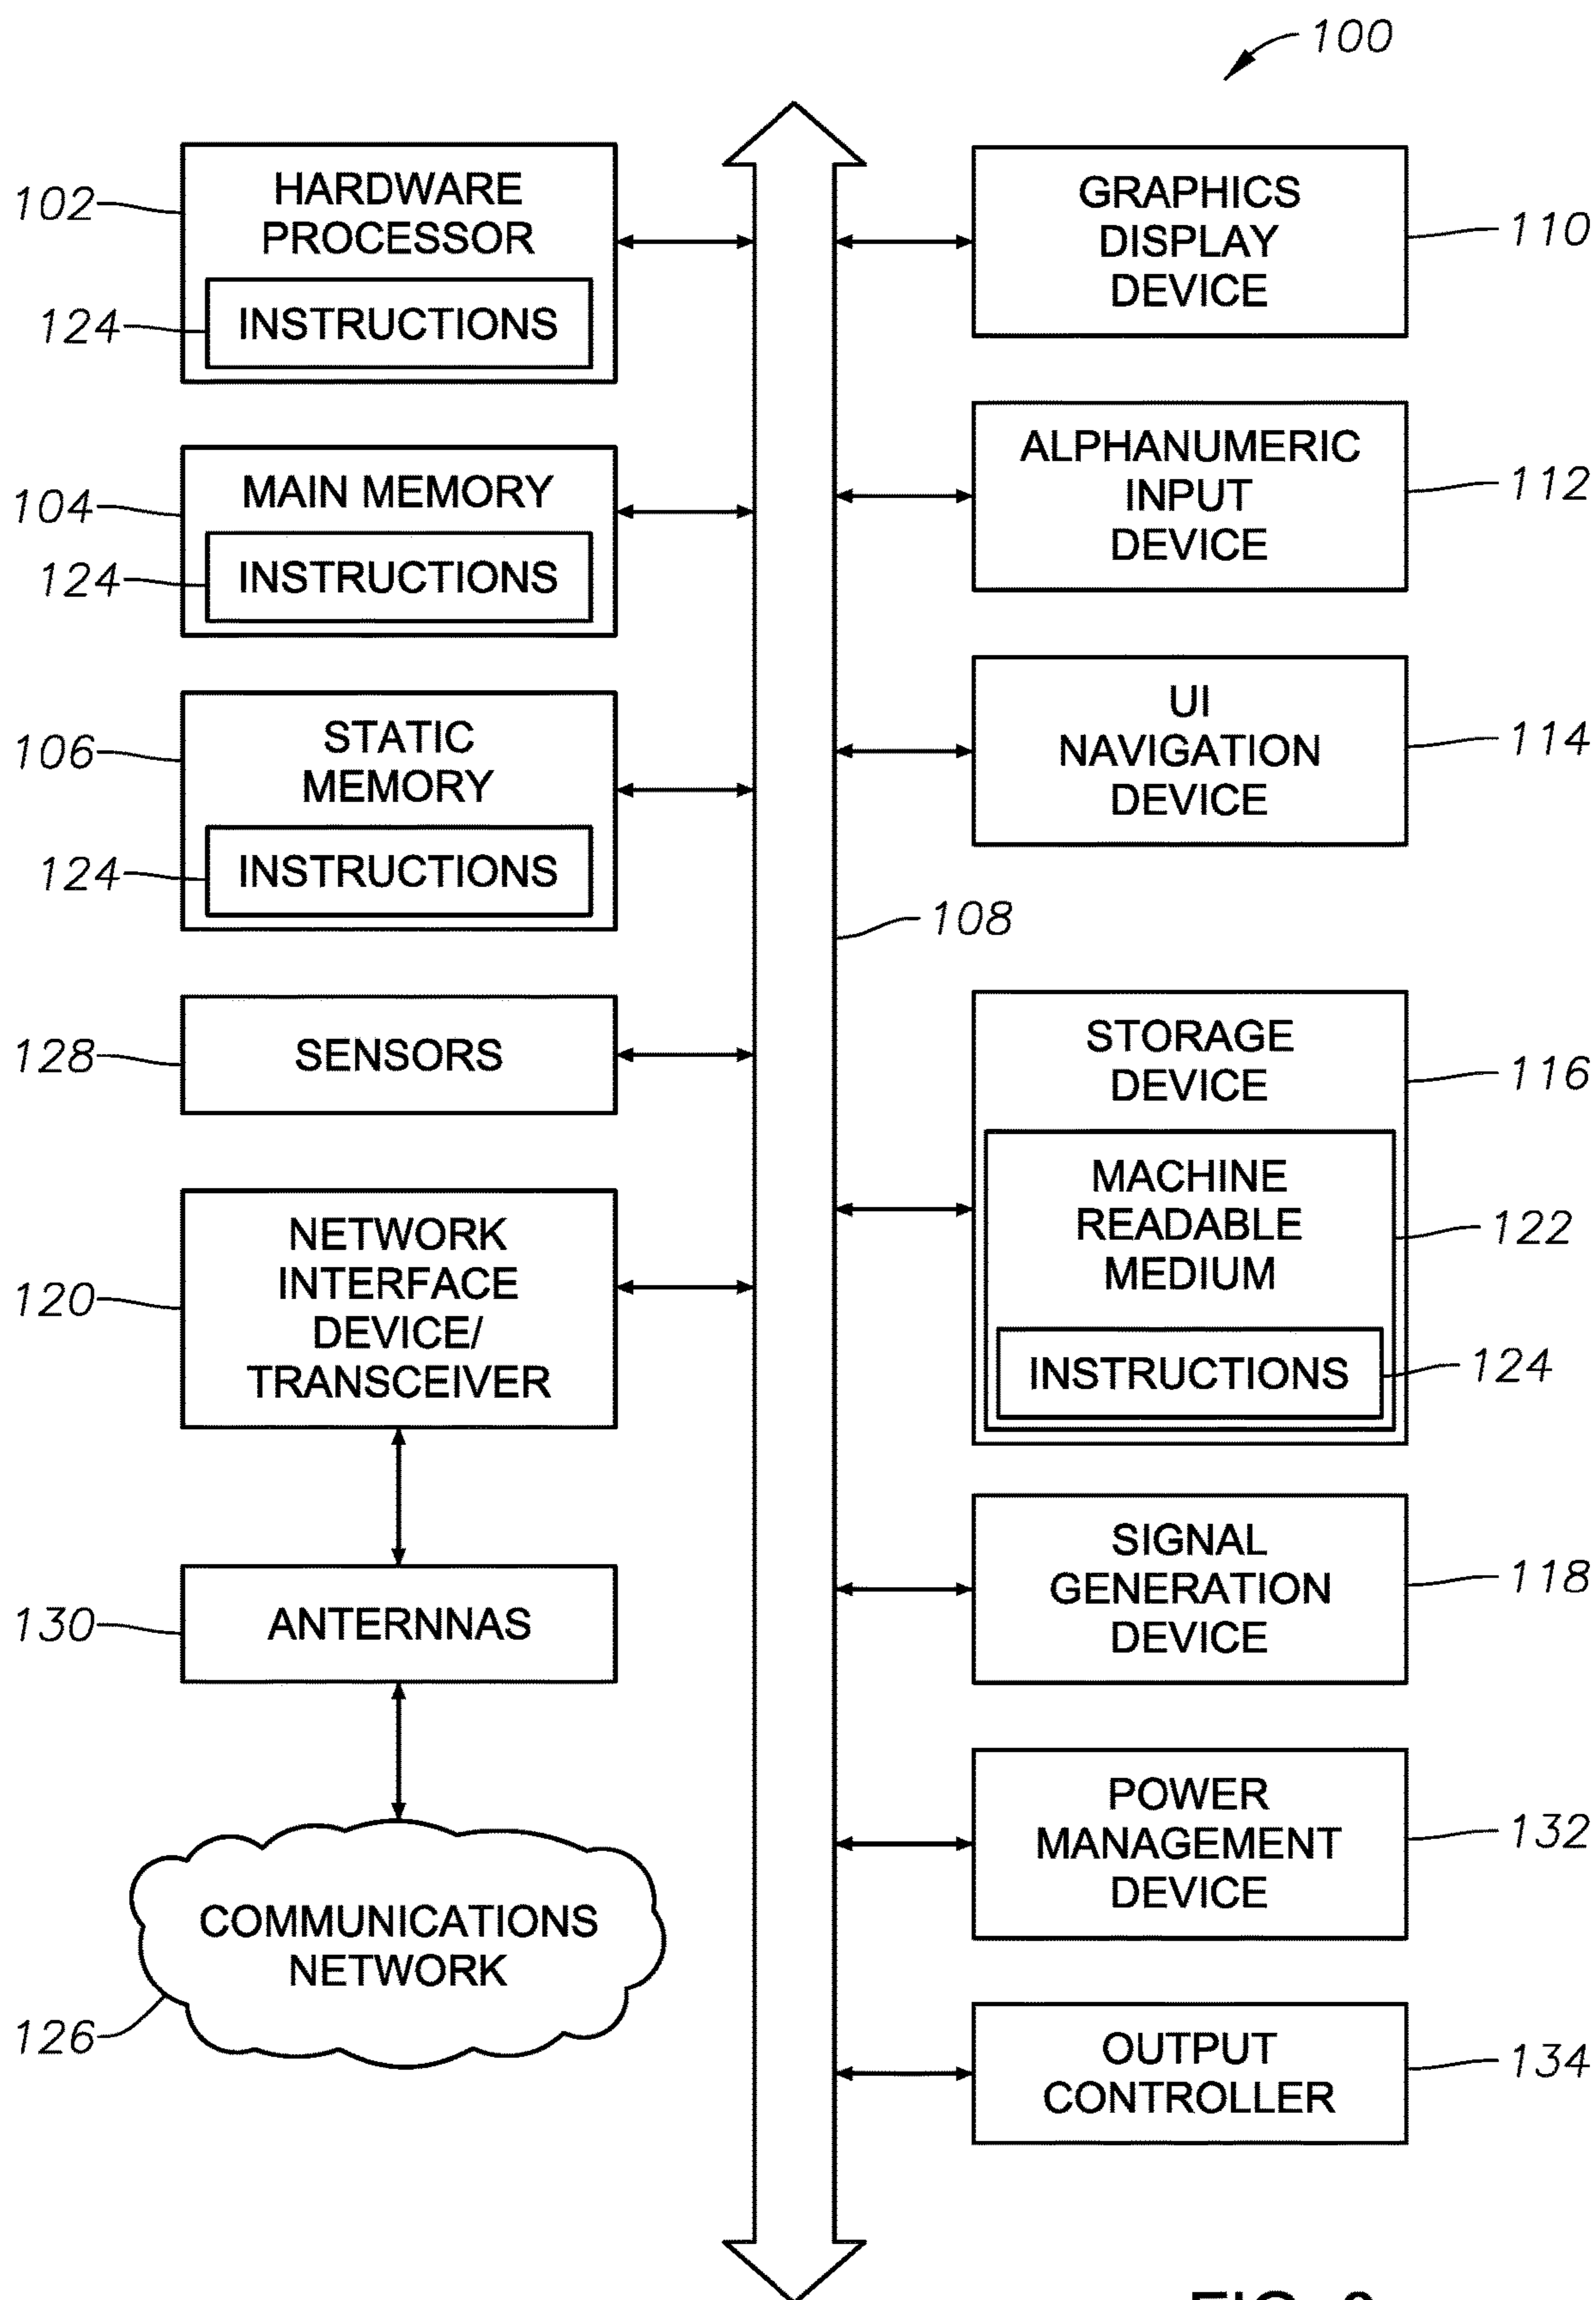 100
HARDWARE
PROCESSOR
102
INSTRUCTIONS
124
MAIN MEMORY
104
INSTRUCTIONS
124
STATIC
MEMORY
106
INSTRUCTIONS
124
SENSORS
128
NETWORK
INTERFACE
DEVICE/
TRANSCEIVER
120
ANTERNNAS
130
COMMUNICATIONS
NETWORK
126
108
GRAPHICS
DISPLAY
DEVICE
110
ALPHANUMERIC
INPUT
DEVICE
112
UI
NAVIGATION
DEVICE
114
STORAGE
DEVICE
116
MACHINE
READABLE
MEDIUM
122
INSTRUCTIONS
124
SIGNAL
GENERATION
DEVICE
118
POWER
MANAGEMENT
DEVICE
132
OUTPUT
CONTROLLER
134